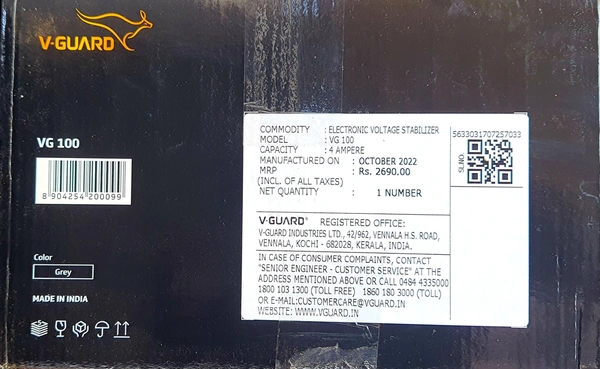 V-GUARD
VG 100
8 904254 200099
Color
Grey
MADE IN INDIA
COMMODITY : ELECTRONIC VOLTAGE STABILIZER
MODEL : VG 100
CAPACITY : 4 AMPERE
MANUFACTURED ON : OCTOBER 2022
MRP : Rs. 2690.00
(INCL. OF ALL TAXES)
NET QUANTITY : 1 NUMBER
5633031707257033
SL.NO.
V-GUARD® REGISTERED OFFICE:
V-GUARD INDUSTRIES LTD., 42/962, VENNALA H.S. ROAD,
VENNALA, KOCHI - 682028, KERALA, INDIA.
IN CASE OF CONSUMER COMPLAINTS, CONTACT
"SENIOR ENGINEER - CUSTOMER SERVICE" AT THE
ADDRESS MENTIONED ABOVE OR CALL 0484 4335000
1800 103 1300 (TOLL FREE) 1860 180 3000 (TOLL)
OR E-MAIL:CUSTOMERCARE@VGUARD.IN
WEBSITE: WWW.VGUARD.IN